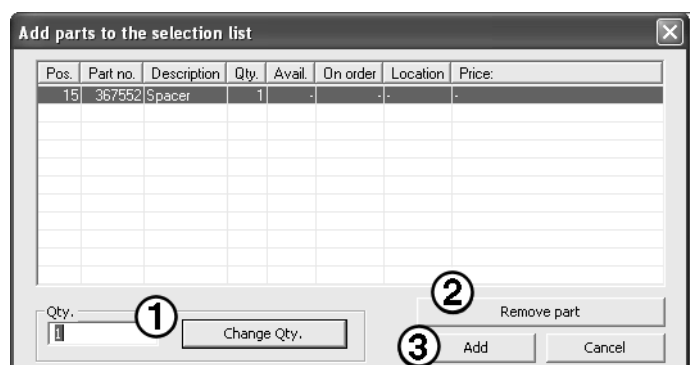 Add parts to the selection list
Pos. Part no. Description Qty. Avail. On order Location Price:
15 367552 Spacer 1 - - - -
2
Remove part
Qty.
1
1
Change Qty.
3
Add
Cancel